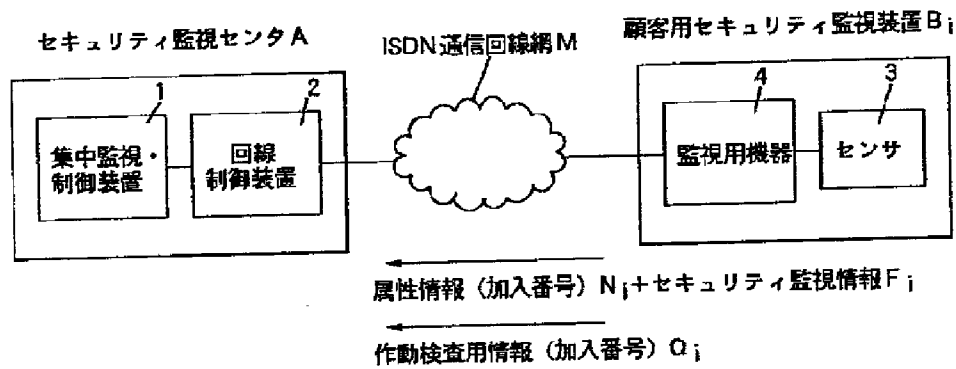 セキュリティ監視センタA
ISDN通信回線網M
顧客用セキュリティ監視装置Bi
1
2
4
3
集中監視・
制御装置
回線
制御装置
監視用機器
センサ
属性情報（加入番号）Ni+セキュリティ監視情報Fi
作動検査用情報（加入番号）Qi